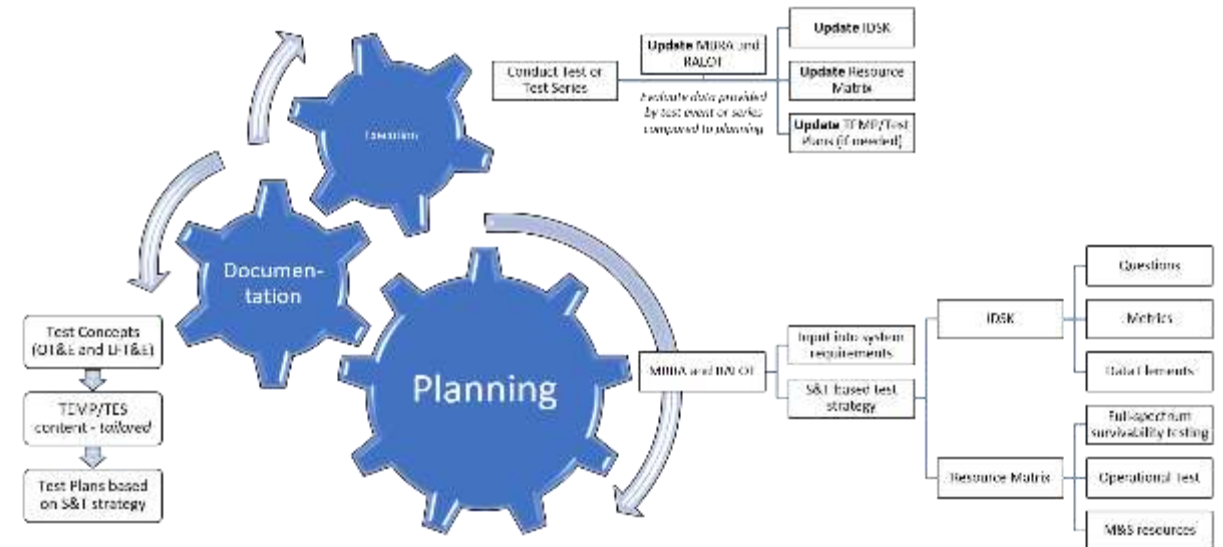 Update IDSK
Update MBRA and
RALOT
Conduct Test or
Test Series
Update Resource
Matrix
Evaluate data provided
by test event or series
compared to planning
Update TEMP/Test
Plans (if needed)
Execution
Documen-
tation
Planning
Test Concepts
(OT&E and LFT&E)
TEMP/TES
content - tailored
Test Plans based
on S&T strategy
MBRA and RALOT
Input into system
requirements
S&T based test
strategy
IDSK
Questions
Metrics
Data Elements
Resource Matrix
Full-spectrum
survivability testing
Operational Test
M&S resources